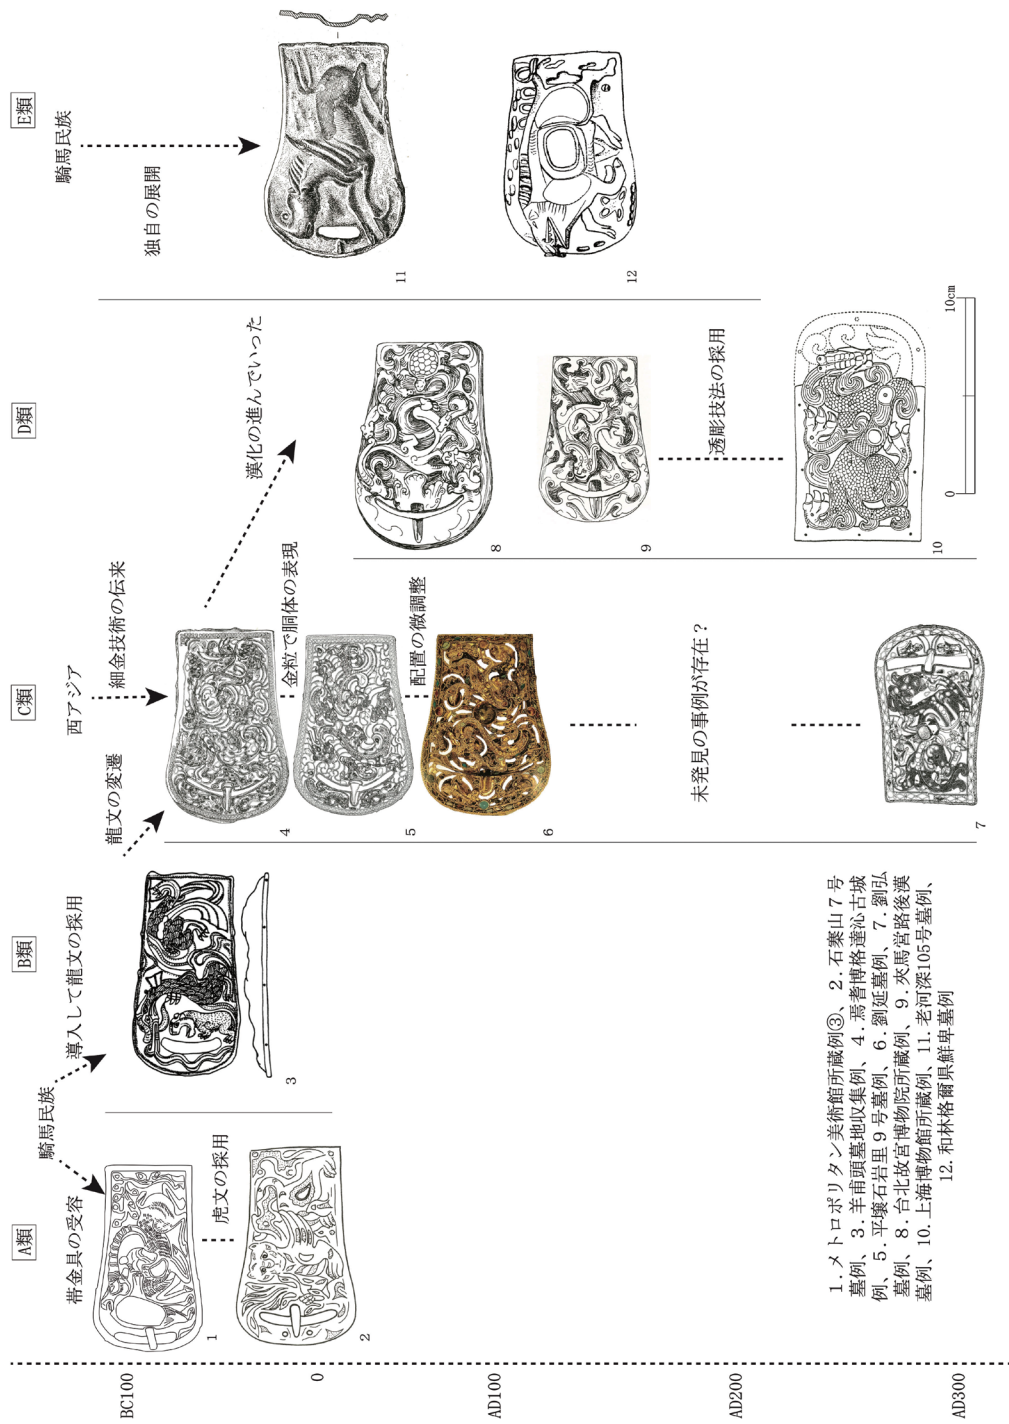 A類
B類
C類
D類
E類
騎馬民族
西アジア
騎馬民族
帯金具の受容
導入して龍文の採用
龍文の変遷
細金技術の伝来
漢化の進んでいった
独自の展開
虎文の採用
金粒で胴体の表現
配置の微調整
未発見の事例が存在？
透彫技法の採用
1
2
3
4
5
6
7
8
9
10
11
12
0
10cm
BC100
0
AD100
AD200
AD300
1．メトロポリタン美術館所蔵例③、2．石寨山7号
墓例、3．羊甫頭墓地収集例、4．焉耆博格達沁古城
例、5．平壌石岩里9号墓例、6．劉延墓例、7．劉弘
墓例、8．台北故宮博物院所蔵例、9．夾馬営路後漢
墓例、10．上海博物館所蔵例、11．老河深105号墓例、
12．和林格爾県鮮卑墓例